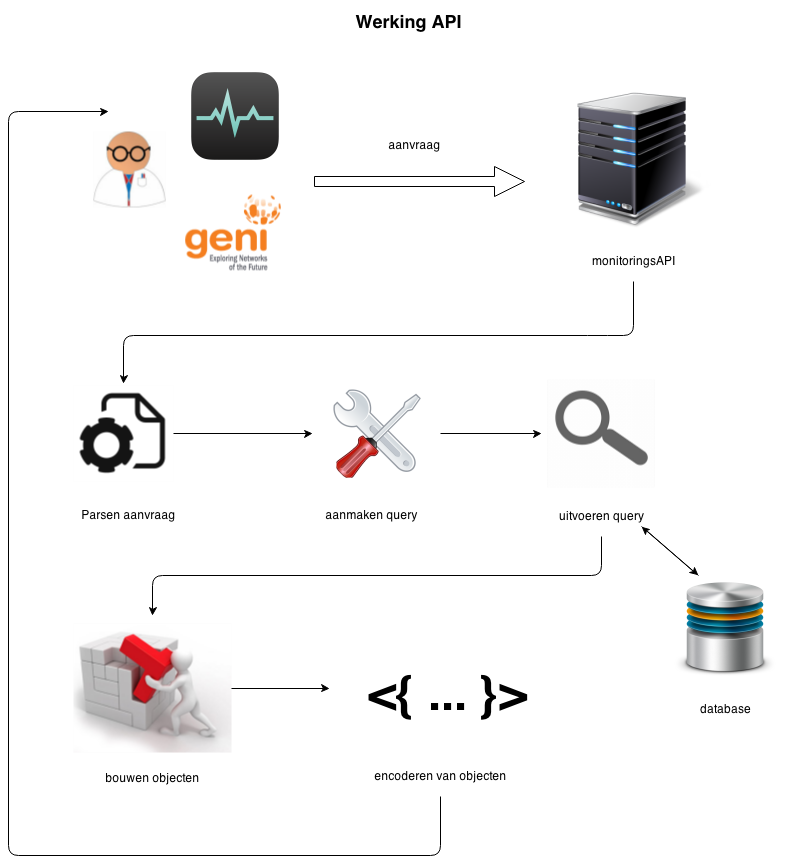 Werking API
aanvraag
geni
Exploring Networks
of the Future
monitoringsAPI
Parsen aanvraag
aanmaken query
uitvoeren query
database
<{ ... }>
bouwen objecten
encoderen van objecten